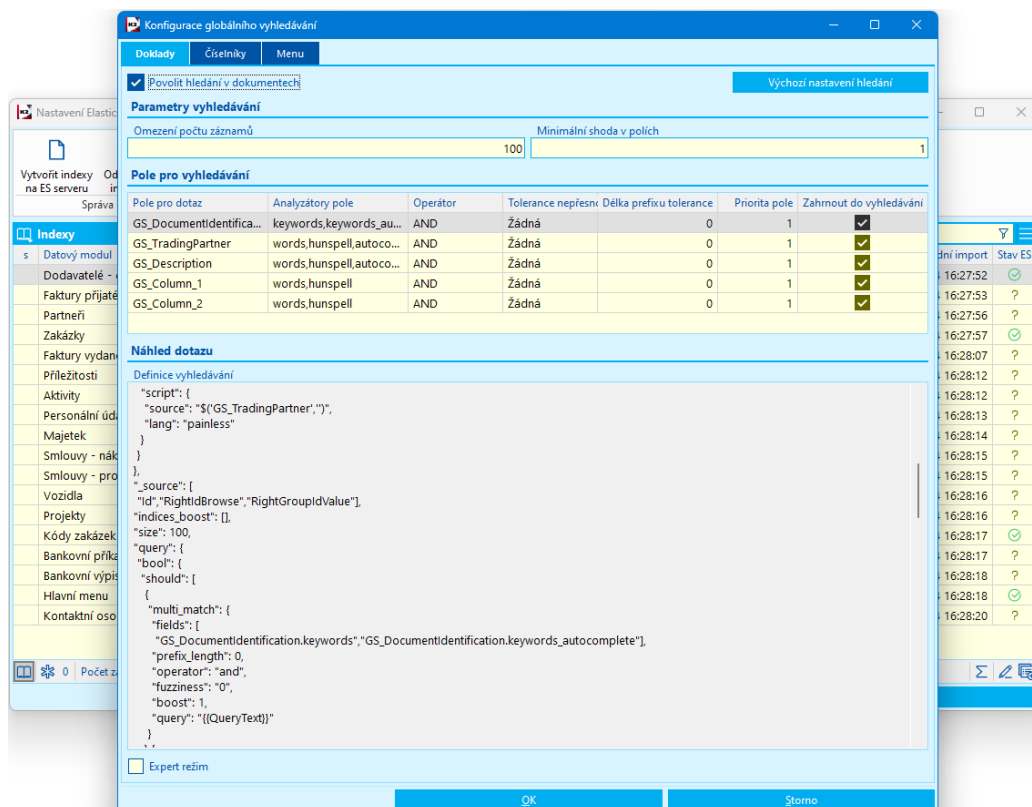 Konfigurace globálního vyhledávání
Doklady Číselníky Menu
Povolit hledání v dokumentech
Výchozí nastavení hledání
Parametry vyhledávání
Omezení počtu záznamů Minimální shoda v polích
100 1
Pole pro vyhledávání
Pole pro dotaz Analyzátory pole Operátor Tolerance nepřesno Délka prefixu tolerance Priorita pole Zahrnout do vyhledávání
GS_DocumentIdentifica... keywords,keywords_au... AND Žádná 0 1
GS_TradingPartner words,hunspell,autoco... AND Žádná 0 1
GS_Description words,hunspell,autoco... AND Žádná 0 1
GS_Column_1 words,hunspell AND Žádná 0 1
GS_Column_2 words,hunspell AND Žádná 0 1
Náhled dotazu
Definice vyhledávání
"script": {
"source": "$('GS_TradingPartner','')",
"lang": "painless"
}
}
},
"_source": [
"Id","RightIdBrowse","RightGroupIdValue"],
"indices_boost": [],
"size": 100,
"query": {
"bool": {
"should": [
{
"multi_match": {
"fields": [
"GS_DocumentIdentification.keywords","GS_DocumentIdentification.keywords_autocomplete"],
"prefix_length": 0,
"operator": "and",
"fuzziness": "0",
"boost": 1,
"query": "{{QueryText}}"
}
Expert režim
OK Storno
Nastavení Elastic
Vytvořit indexy Od
na ES serveru in
Správa
Indexy
s Datový modul dní import Stav ES
Dodavatelé - 16:27:52
Faktury přijaté 16:27:53 ?
Partneři 16:27:56 ?
Zakázky 16:27:57
Faktury vydan 16:28:07 ?
Příležitosti 16:28:12 ?
Aktivity 16:28:12 ?
Personální úda 16:28:13 ?
Majetek 16:28:14 ?
Smlouvy - nák 16:28:15 ?
Smlouvy - pro 16:28:15 ?
Vozidla 16:28:16 ?
Projekty 16:28:16 ?
Kódy zakázek 16:28:17
Bankovní příka 16:28:17 ?
Bankovní výpis 16:28:18 ?
Hlavní menu 16:28:18
Kontaktní oso 16:28:20 ?
0 Počet zá